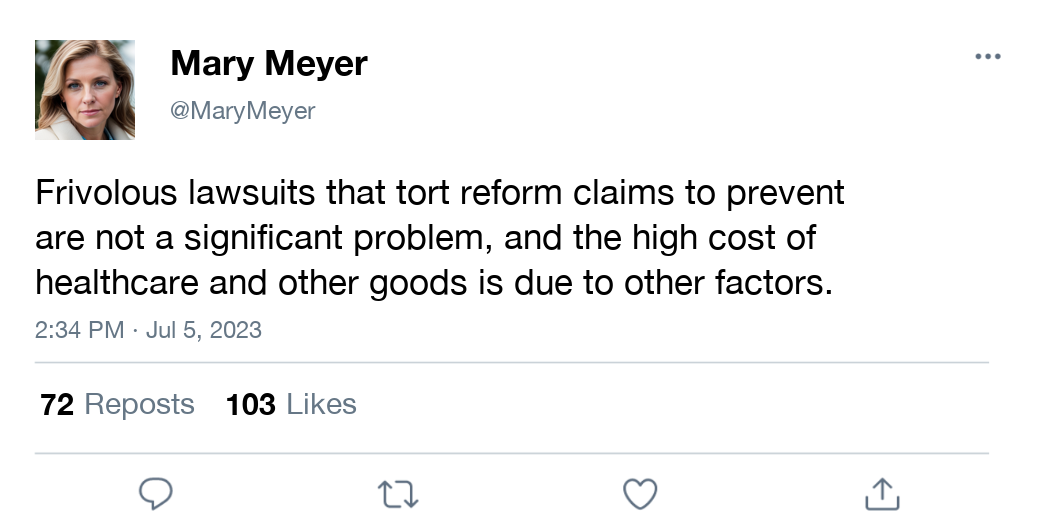 Mary Meyer
@MaryMeyer
Frivolous lawsuits that tort reform claims to prevent
are not a significant problem, and the high cost of
healthcare and other goods is due to other factors.
2:34 PM · Jul 5, 2023
72 Reposts 103 Likes